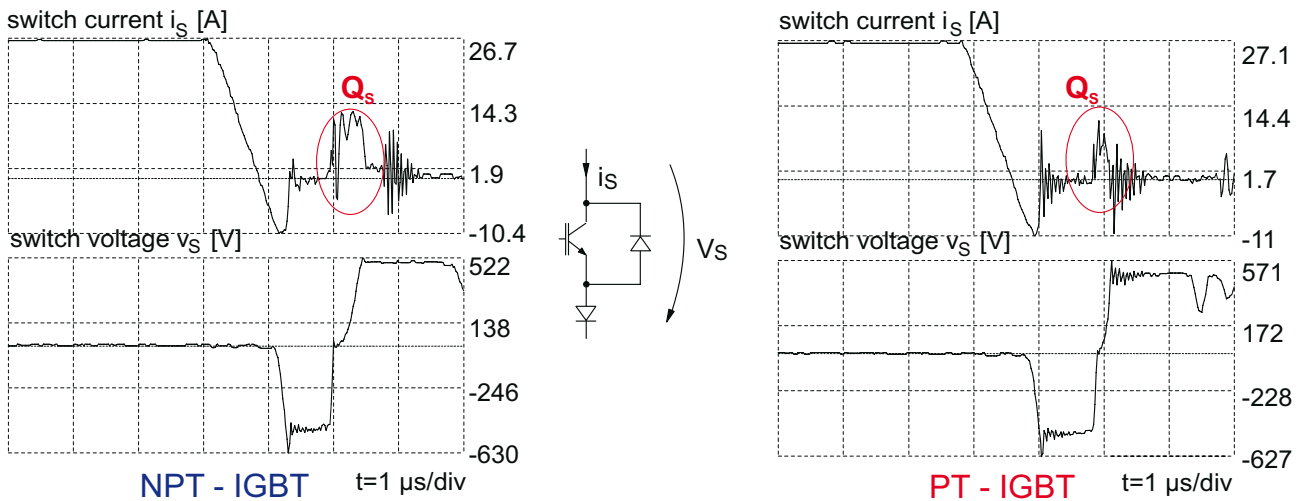 switch current iS [A]
26.7
Qs
14.3
1.9
-10.4
switch voltage vS [V]
522
138
-246
-630
NPT - IGBT
t=1 µs/div
iS
VS
switch current iS [A]
27.1
Qs
14.4
1.7
-11
switch voltage vS [V]
571
172
-228
-627
PT - IGBT
t=1 µs/div